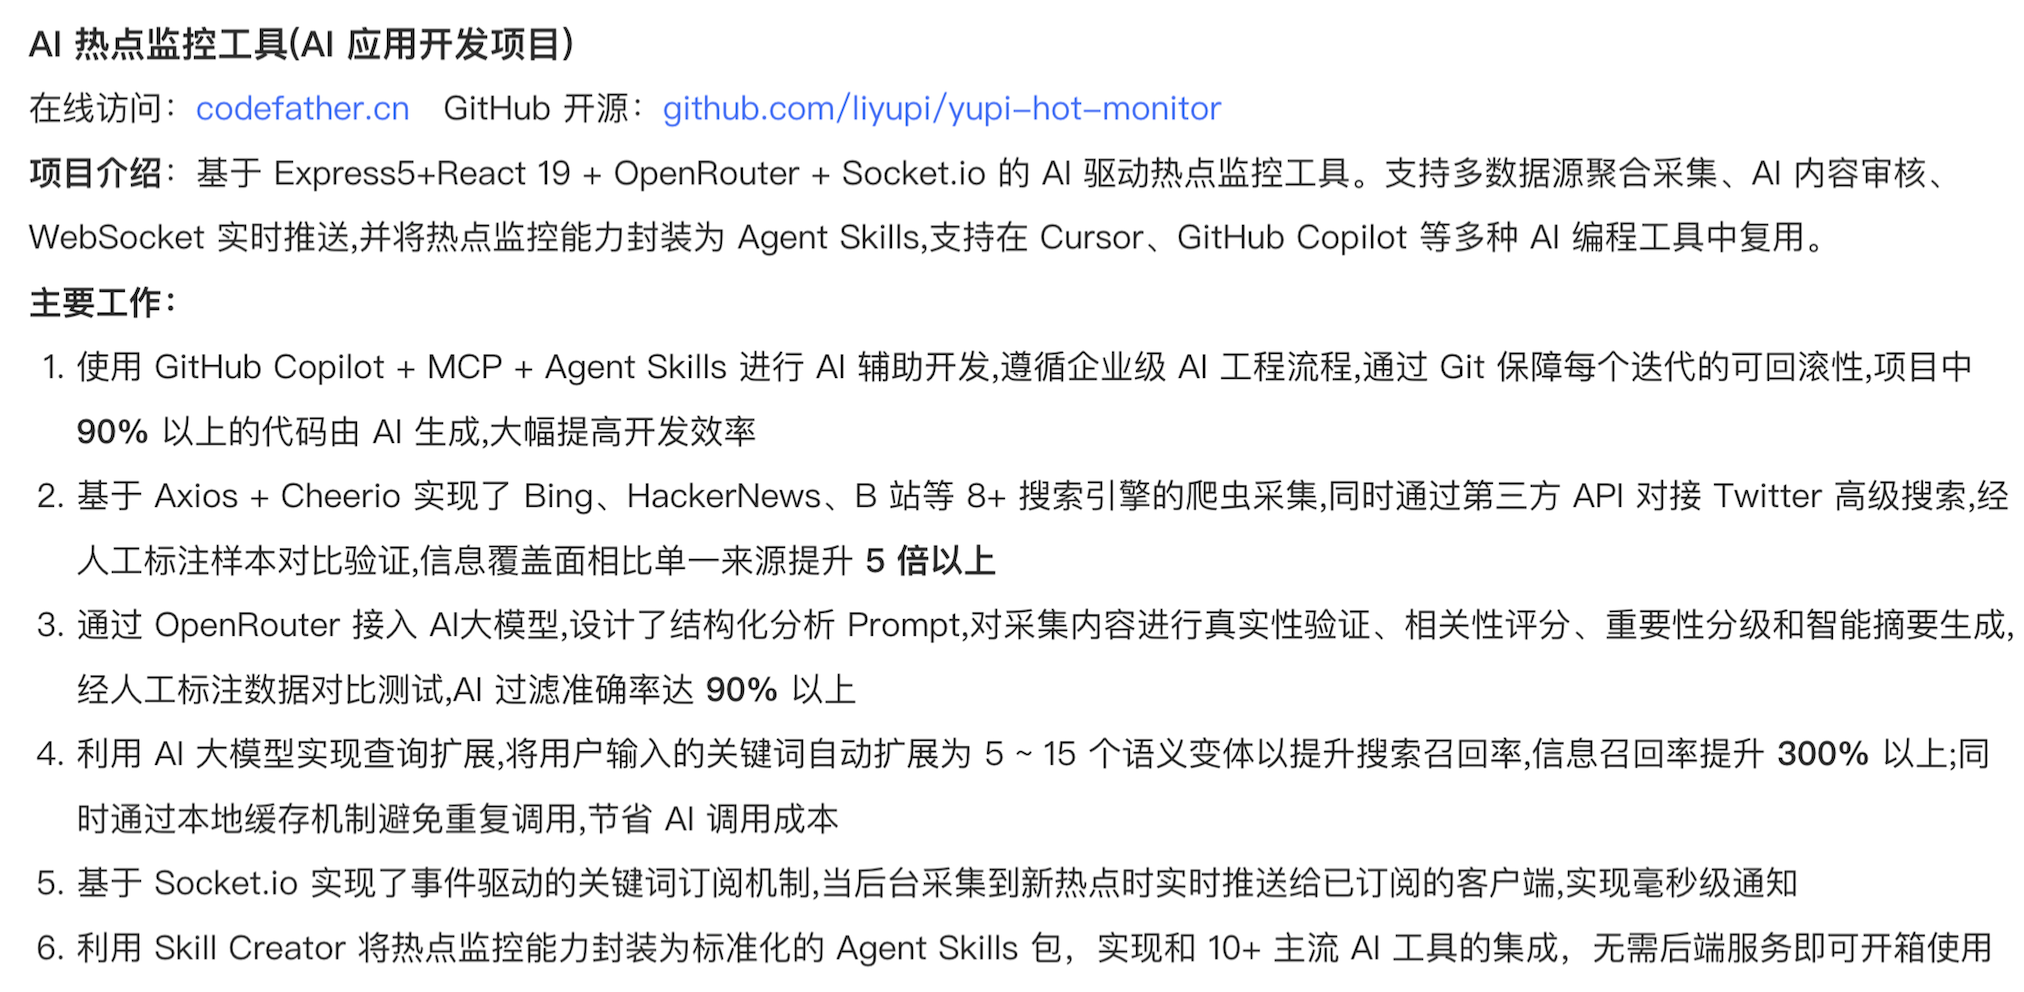 AI 热点监控工具(AI 应用开发项目)
在线访问：codefather.cn GitHub 开源：github.com/liyupi/yupi-hot-monitor
项目介绍：基于 Express5+React 19 + OpenRouter + Socket.io 的 AI 驱动热点监控工具。支持多数据源聚合采集、AI 内容审核、
WebSocket 实时推送,并将热点监控能力封装为 Agent Skills,支持在 Cursor、GitHub Copilot 等多种 AI 编程工具中复用。
主要工作：
1. 使用 GitHub Copilot + MCP + Agent Skills 进行 AI 辅助开发,遵循企业级 AI 工程流程,通过 Git 保障每个迭代的可回滚性,项目中
90% 以上的代码由 AI 生成,大幅提高开发效率
2. 基于 Axios + Cheerio 实现了 Bing、HackerNews、B 站等 8+ 搜索引擎的爬虫采集,同时通过第三方 API 对接 Twitter 高级搜索,经
人工标注样本对比验证,信息覆盖面相比单一来源提升 5 倍以上
3. 通过 OpenRouter 接入 AI大模型,设计了结构化分析 Prompt,对采集内容进行真实性验证、相关性评分、重要性分级和智能摘要生成,
经人工标注数据对比测试,AI 过滤准确率达 90% 以上
4. 利用 AI 大模型实现查询扩展,将用户输入的关键词自动扩展为 5 ~ 15 个语义变体以提升搜索召回率,信息召回率提升 300% 以上;同
时通过本地缓存机制避免重复调用,节省 AI 调用成本
5. 基于 Socket.io 实现了事件驱动的关键词订阅机制,当后台采集到新热点时实时推送给已订阅的客户端,实现毫秒级通知
6. 利用 Skill Creator 将热点监控能力封装为标准化的 Agent Skills 包，实现和 10+ 主流 AI 工具的集成，无需后端服务即可开箱使用